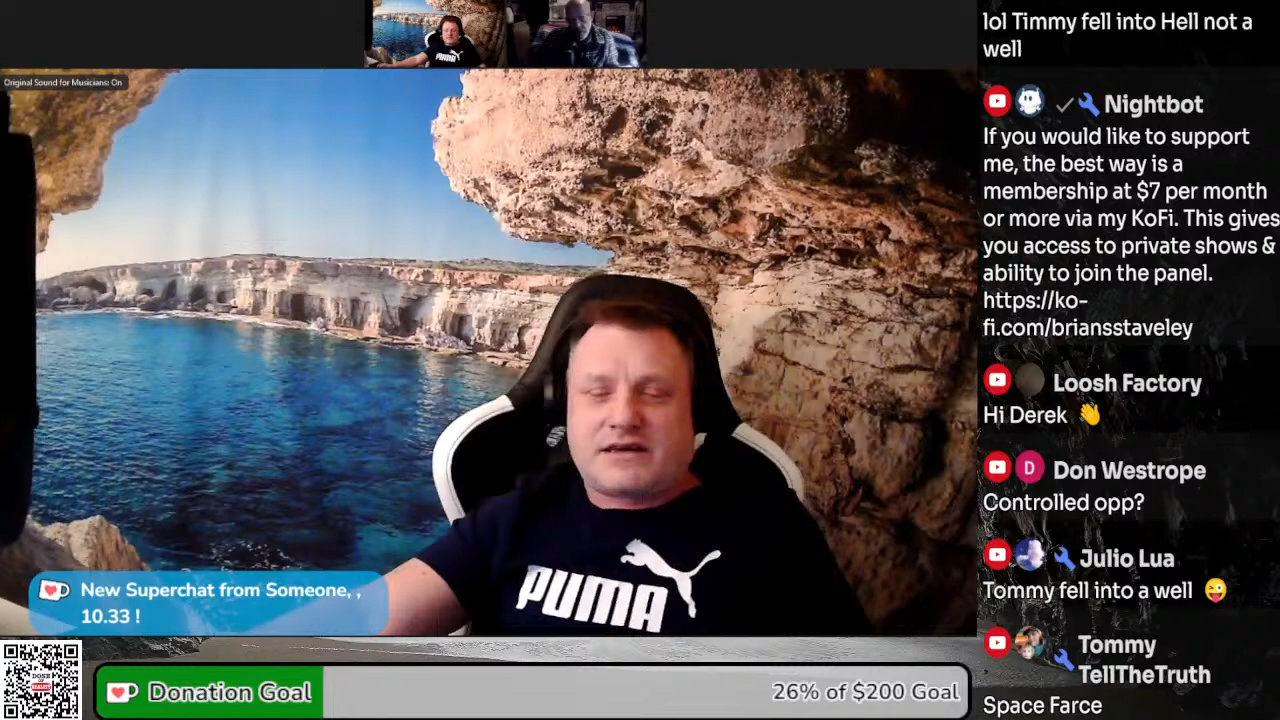 Original Sound for Musicians: On
PUMA
PUMA
New Superchat from Someone, ,
10.33 !
DOSE
OF
REALITY
Donation Goal
26% of $200 Goal
lol Timmy fell into Hell not a
well
Nightbot
If you would like to support
me, the best way is a
membership at $7 per month
or more via my KoFi. This gives
you access to private shows &
ability to join the panel.
https://ko-
fi.com/briansstaveley
Loosh Factory
Hi Derek 👋
D Don Westrope
Controlled opp?
Julio Lua
Tommy fell into a well 😜
Tommy
TellTheTruth
Space Farce